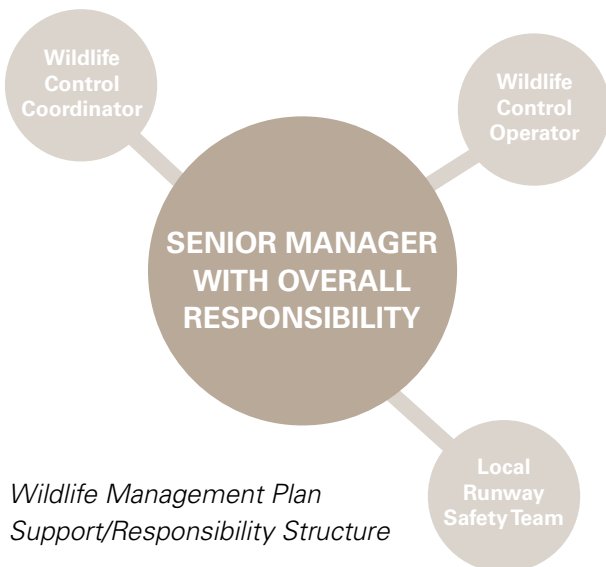 Wildlife
Control
Coordinator
Wildlife
Control
Operator
SENIOR MANAGER
WITH OVERALL
RESPONSIBILITY
Local
Runway
Safety Team
Wildlife Management Plan
Support/Responsibility Structure